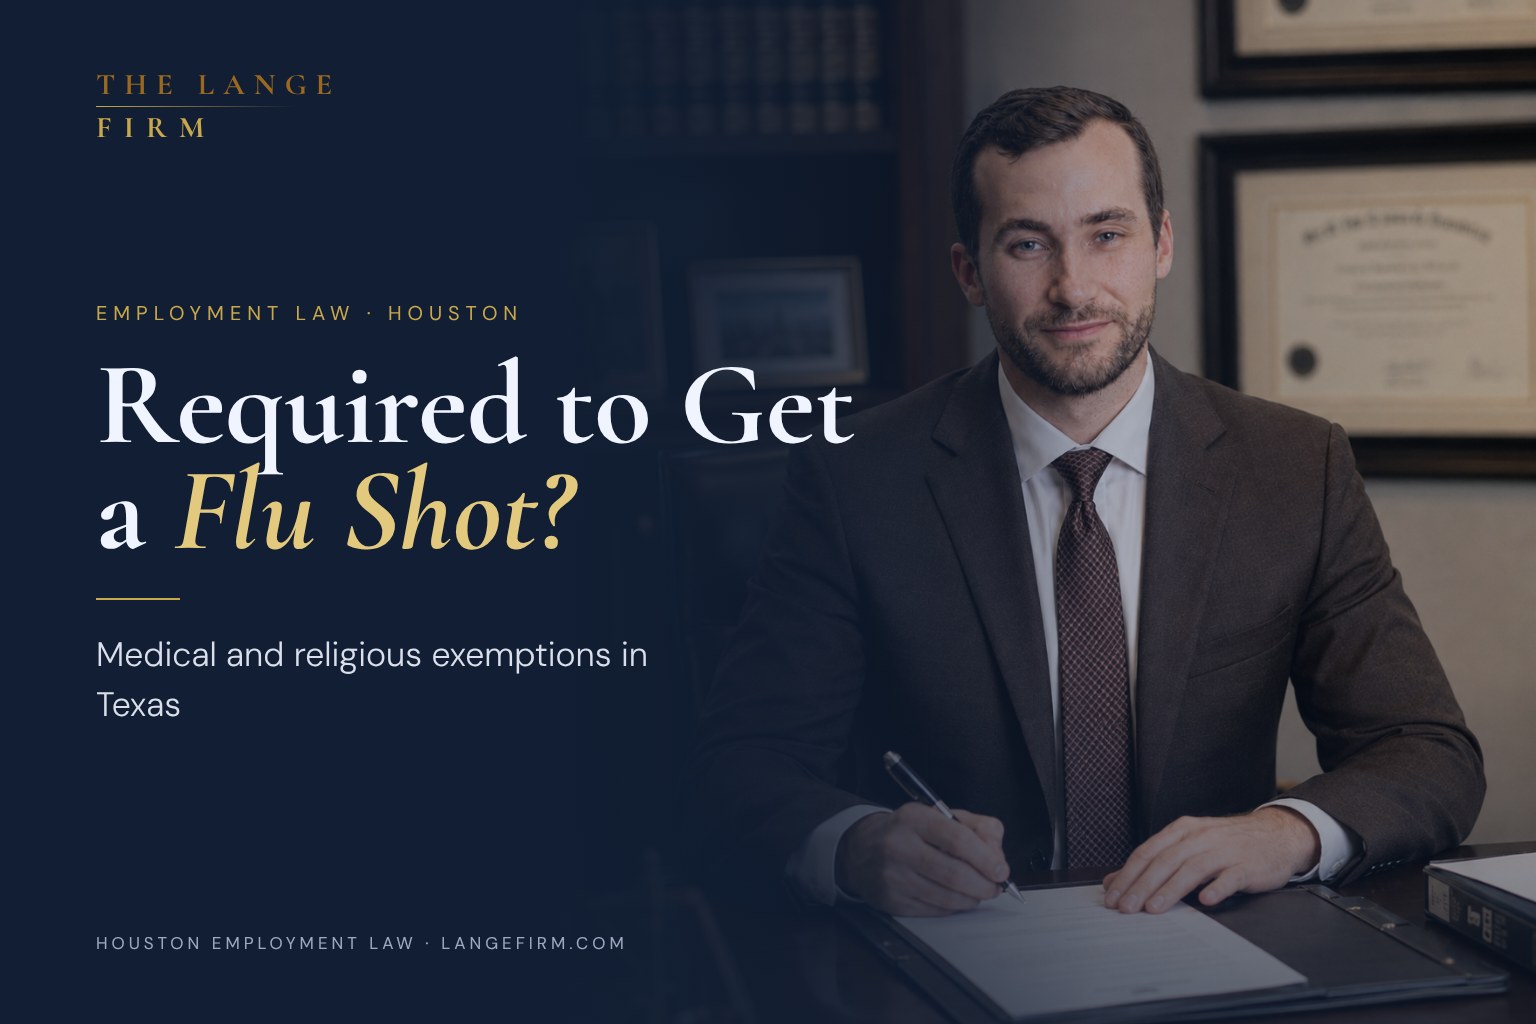 THE LANGE
FIRM
EMPLOYMENT LAW · HOUSTON
Required to Get
a Flu Shot?
Medical and religious exemptions in
Texas
HOUSTON EMPLOYMENT LAW · LANGEFIRM.COM